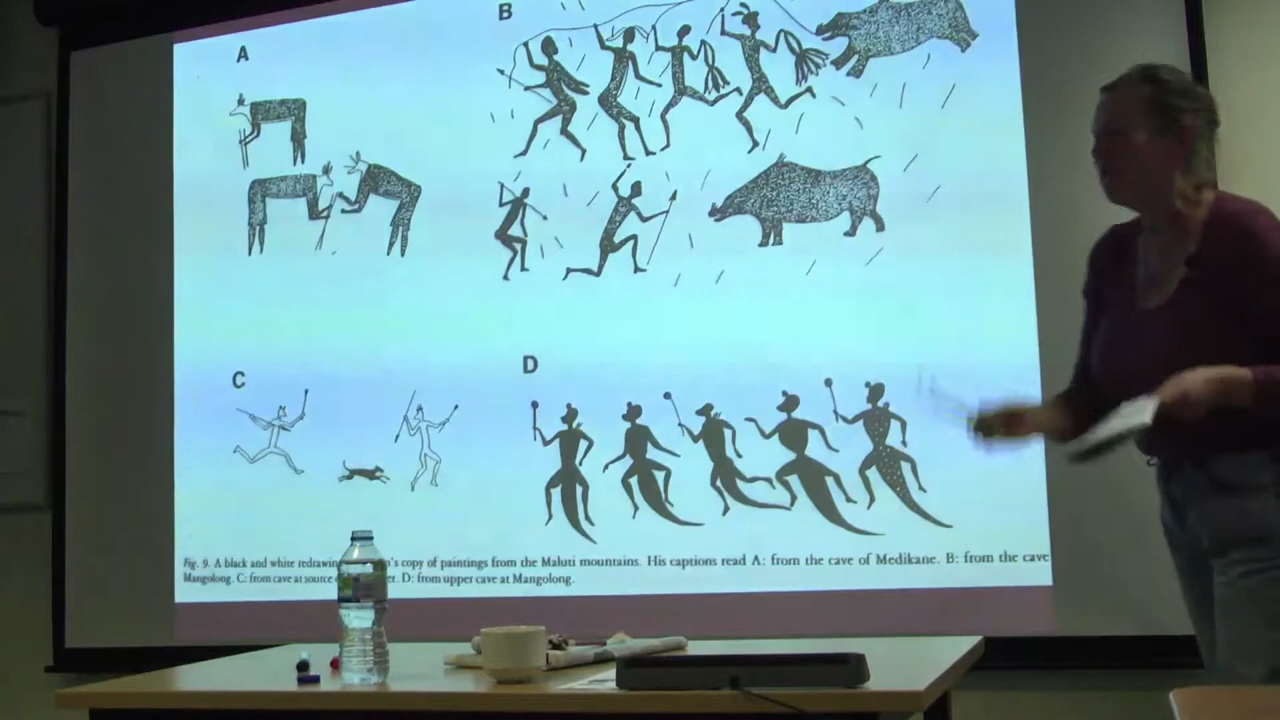 A
B
C
D
Fig. 9. A black and white redrawin 's copy of paintings from the Maluti mountains. His captions read A: from the cave of Medikane. B: from the cave
Mangolong. C: from cave at source er. D: from upper cave at Mangolong.